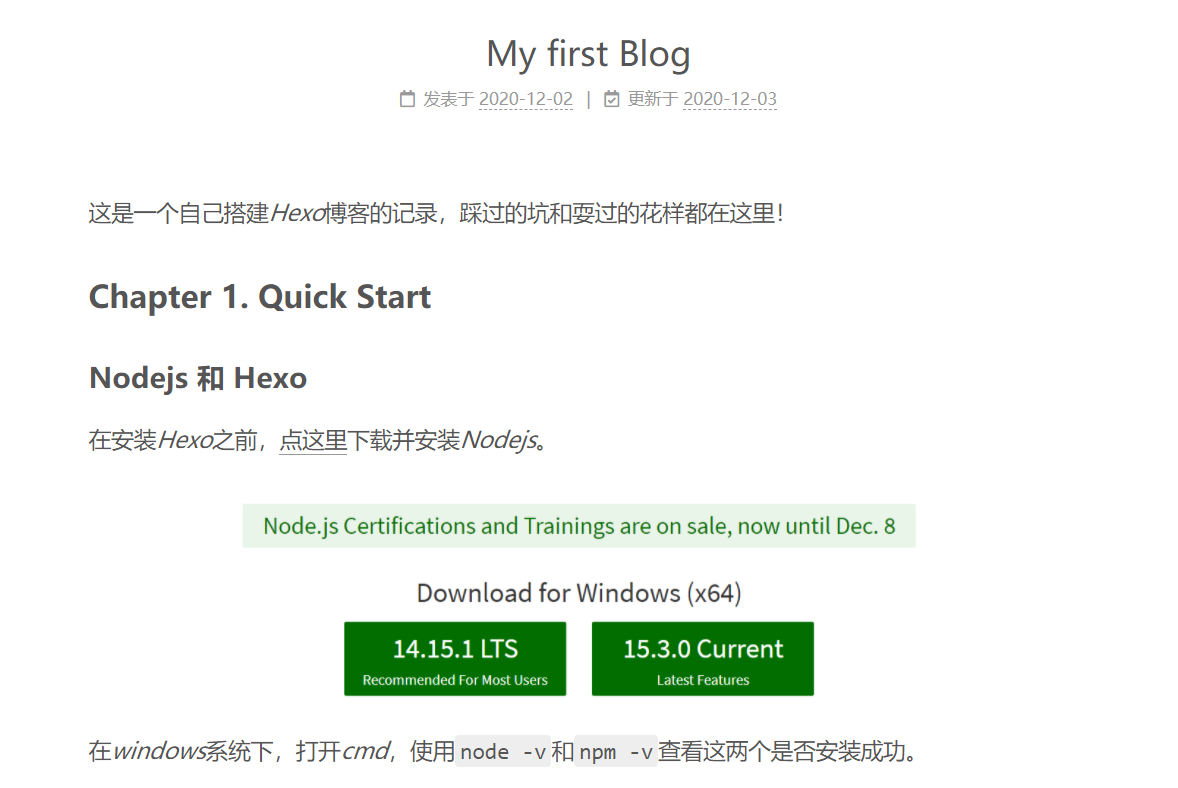 My first Blog
发表于 2020-12-02 | 更新于 2020-12-03
这是一个自己搭建Hexo博客的记录，踩过的坑和耍过的花样都在这里！
Chapter 1. Quick Start
Nodejs 和 Hexo
在安装Hexo之前，点这里下载并安装Nodejs。
Node.js Certifications and Trainings are on sale, now until Dec. 8
Download for Windows (x64)
14.15.1 LTS 15.3.0 Current
Recommended For Most Users Latest Features
在windows系统下，打开cmd，使用node -v和npm -v查看这两个是否安装成功。